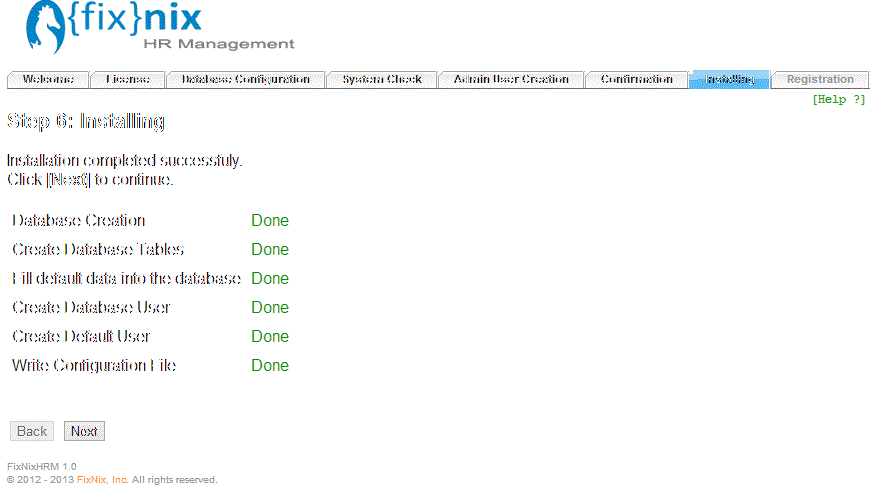 {fix}nix
HR Management
Welcome License Database Configuration System Check Admin User Creation Confirmation Installing Registration
[Help ?]
Step 6: Installing
Installation completed successfuly.
Click [Next] to continue.
Database Creation Done
Create Database Tables Done
Fill default data into the database Done
Create Database User Done
Create Default User Done
Write Configuration File Done
Back Next
FixNixHRM 1.0
© 2012 - 2013 FixNix, Inc. All rights reserved.